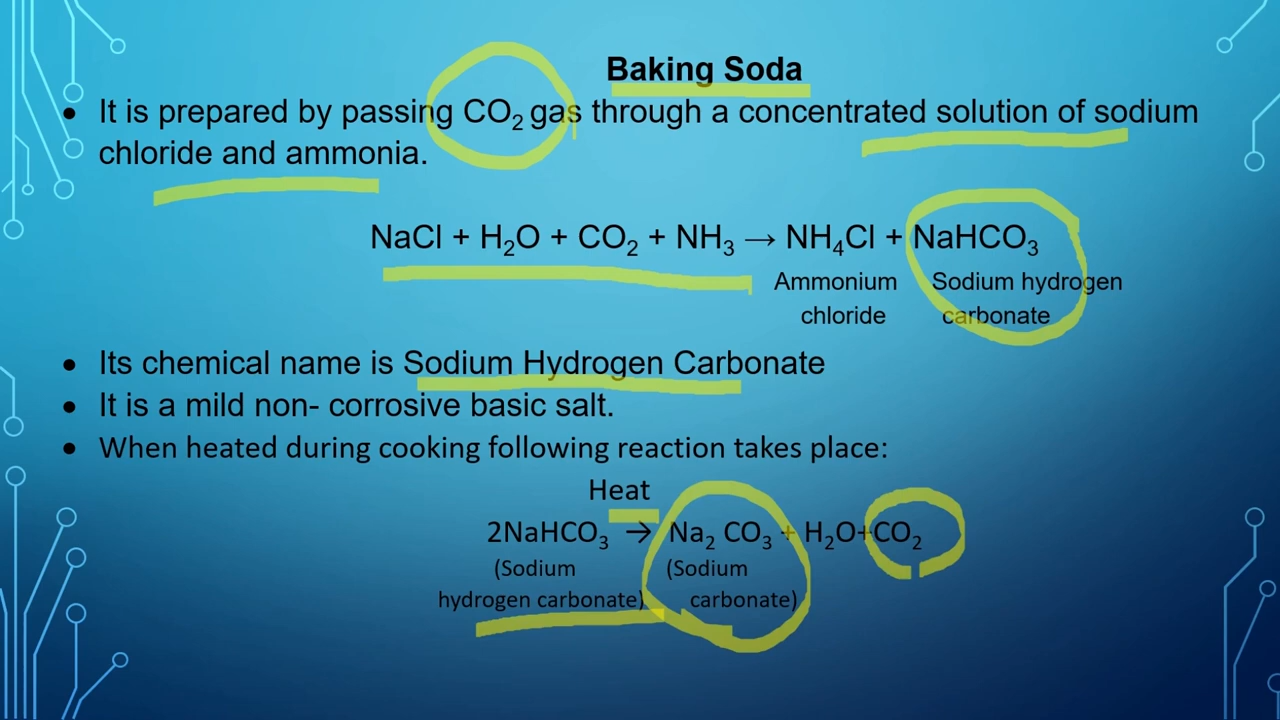 Baking Soda
• It is prepared by passing CO₂ gas through a concentrated solution of sodium
chloride and ammonia.
NaCl + H₂O + CO₂ + NH₃ → NH₄Cl + NaHCO₃
Ammonium Sodium hydrogen
chloride carbonate
• Its chemical name is Sodium Hydrogen Carbonate
• It is a mild non- corrosive basic salt.
• When heated during cooking following reaction takes place:
Heat
2NaHCO₃ → Na₂ CO₃ + H₂O+CO₂
(Sodium (Sodium
hydrogen carbonate) carbonate)